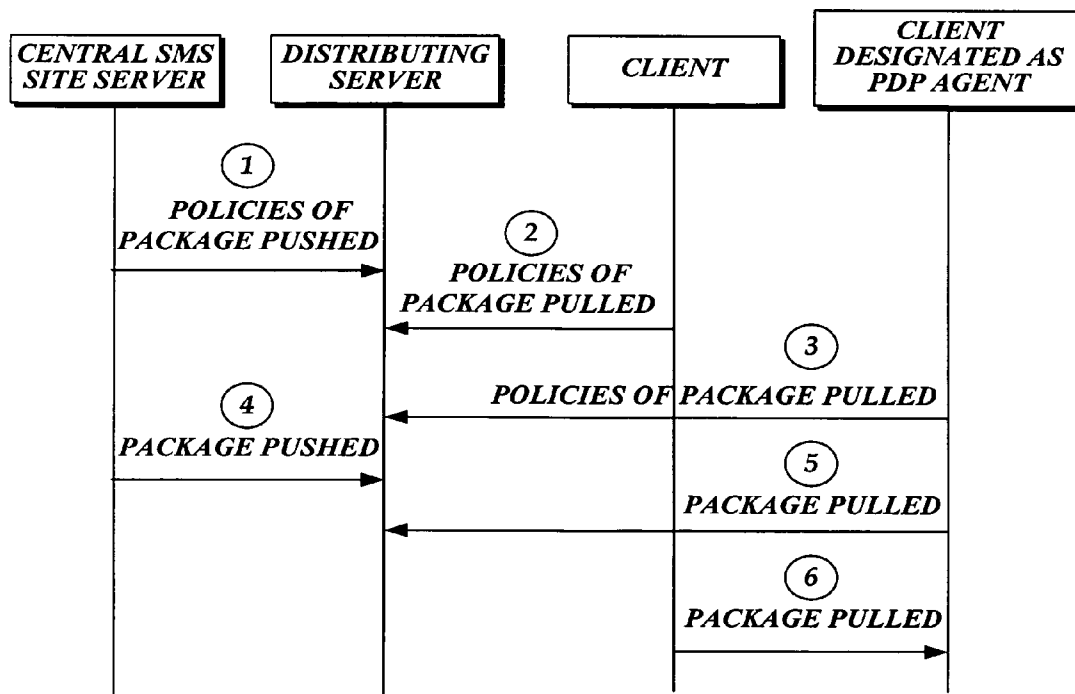 CENTRAL SMS
SITE SERVER
DISTRIBUTING
SERVER
CLIENT
CLIENT
DESIGNATED AS
PDP AGENT
1
POLICIES OF
PACKAGE PUSHED
2
POLICIES OF
PACKAGE PULLED
3
POLICIES OF PACKAGE PULLED
4
PACKAGE PUSHED
5
PACKAGE PULLED
6
PACKAGE PULLED